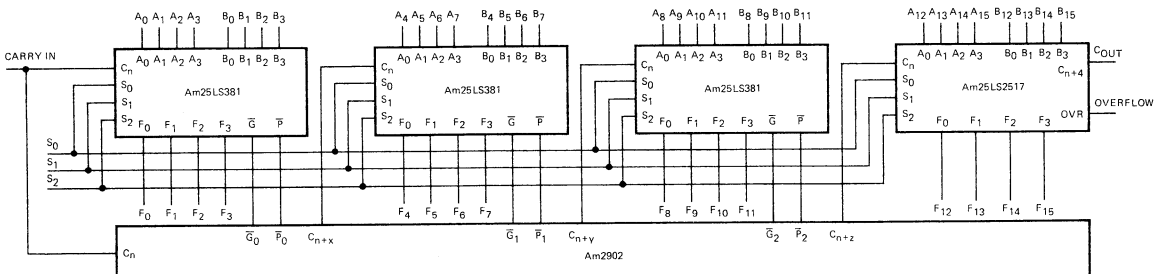 A0 A1 A2 A3 B0 B1 B2 B3 A4 A5 A6 A7 B4 B5 B6 B7 A8 A9 A10 A11 B8 B9 B10 B11 A12 A13 A14 A15 B12 B13 B14 B15
CARRY IN
COUT
A0 A1 A2 A3 B0 B1 B2 B3 A0 A1 A2 A3 B0 B1 B2 B3 A0 A1 A2 A3 B0 B1 B2 B3 A0 A1 A2 A3 B0 B1 B2 B3
Cn Cn Cn Cn Cn+4
S0 S0 S0 S0
Am25LS381 Am25LS381 Am25LS381 Am25LS2517
S1 S1 S1 S1
OVERFLOW
S2 S2 S2 S2 OVR
F0 F1 F2 F3 G̅ P̅ F0 F1 F2 F3 G̅ P̅ F0 F1 F2 F3 G̅ P̅ F0 F1 F2 F3
S0
S1
S2
F0 F1 F2 F3 F4 F5 F6 F7 F8 F9 F10 F11 F12 F13 F14 F15
G̅0 P̅0 Cn+x G̅1 P̅1 Cn+y G̅2 P̅2 Cn+z
Cn
Am2902